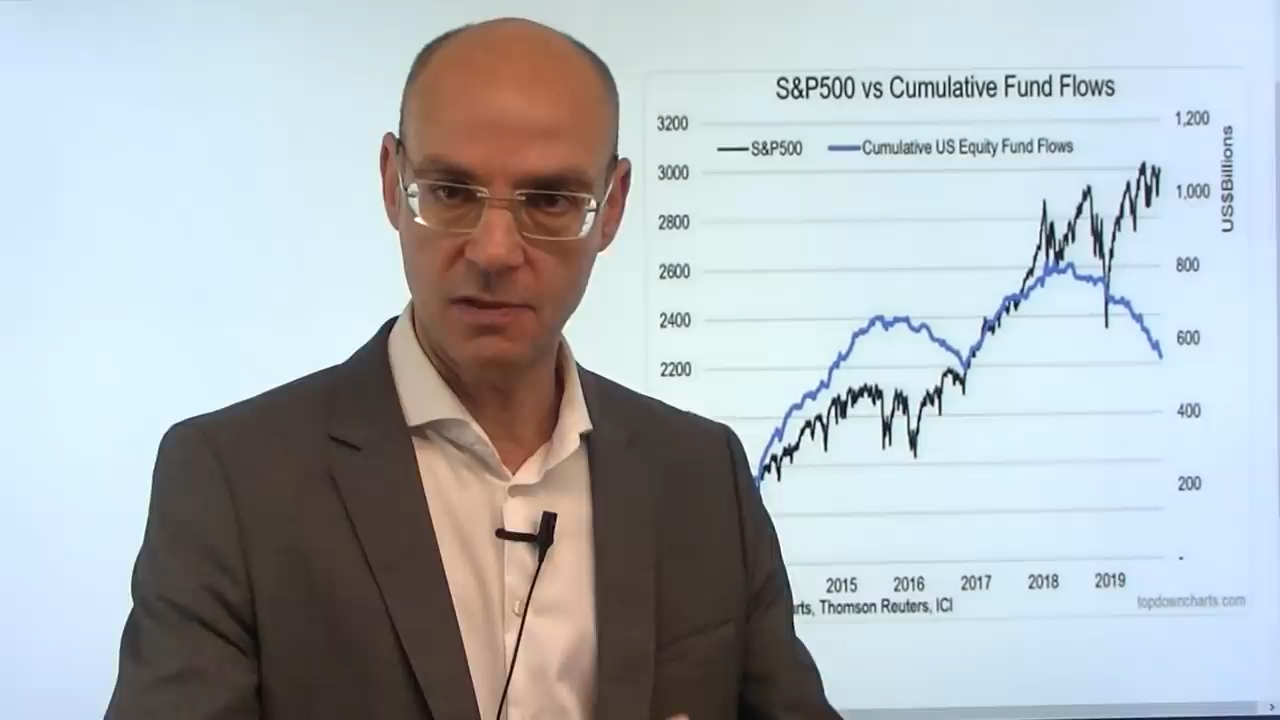 S&P500 vs Cumulative Fund Flows
3200
1,200
S&P500
Cumulative US Equity Fund Flows
3000
1,000
US$Billions
2800
2600
800
2400
600
2200
400
200
-
2015 2016 2017 2018 2019
rts, Thomson Reuters, ICI
topdowncharts.com